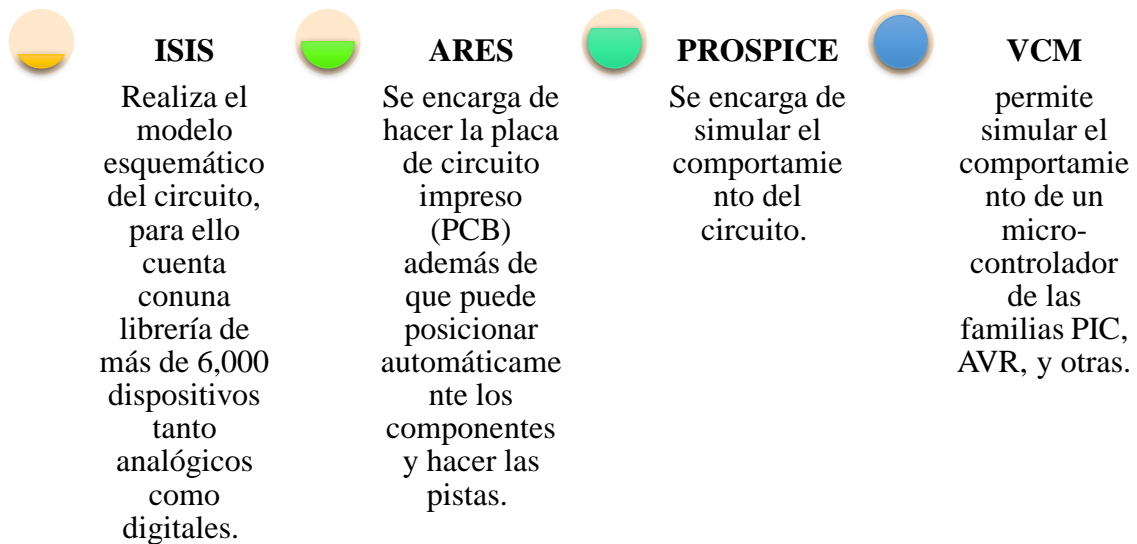 ISIS
Realiza el
modelo
esquemático
del circuito,
para ello
cuenta
conuna
librería de
más de 6,000
dispositivos
tanto
analógicos
como
digitales.
ARES
Se encarga de
hacer la placa
de circuito
impreso
(PCB)
además de
que puede
posicionar
automáticame
nte los
componentes
y hacer las
pistas.
PROSPICE
Se encarga de
simular el
comportamie
nto del
circuito.
VCM
permite
simular el
comportamie
nto de un
micro-
controlador
de las
familias PIC,
AVR, y otras.